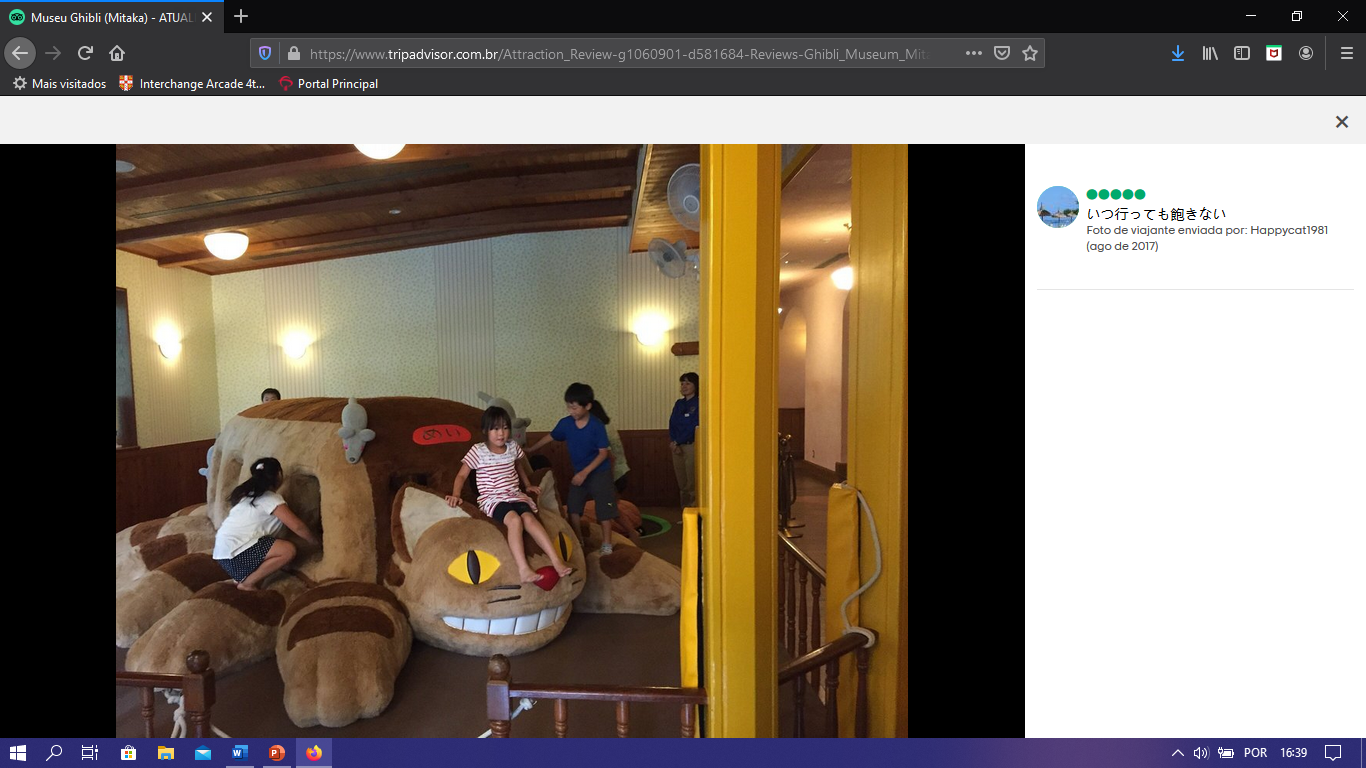 Museu Ghibli (Mitaka) - ATUAL
https://www.tripadvisor.com.br/Attraction_Review-g1060901-d581684-Reviews-Ghibli_Museum_Mit
Mais visitados
Interchange Arcade 4t...
Portal Principal
いつ行っても飽きない
Foto de viajante enviada por: Happycat1981
(ago de 2017)
めい
POR
16:39